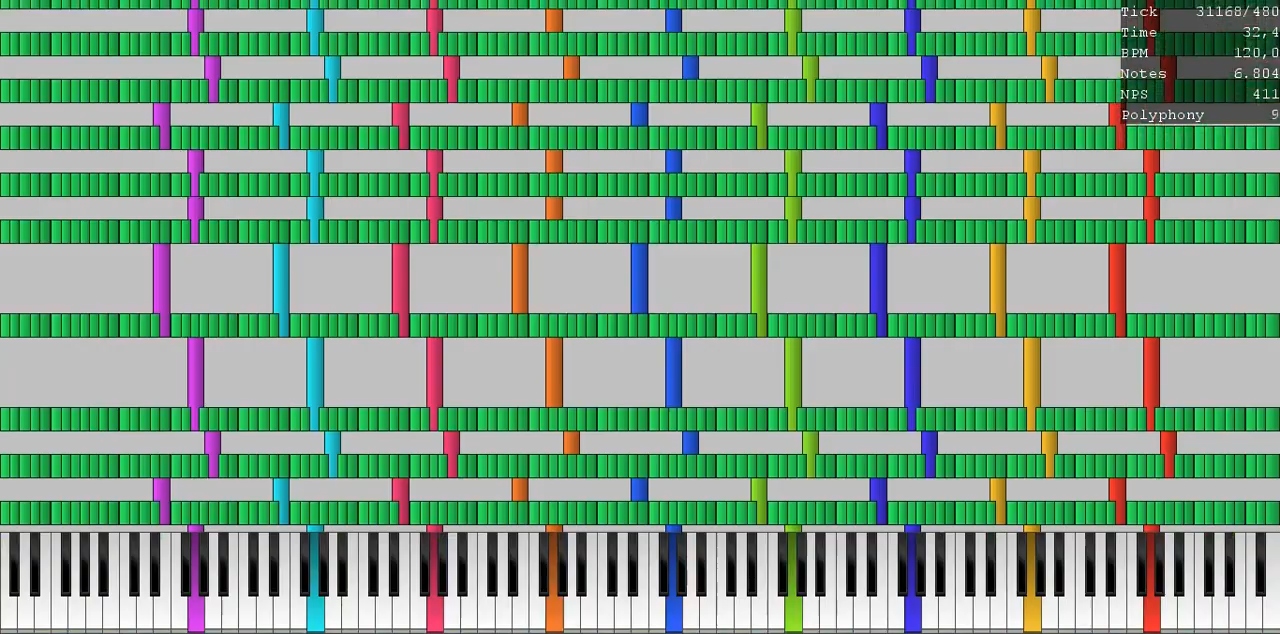 Tick 31168/480
Time 32,4
BPM 120,0
Notes 6.804
NPS 411
Polyphony 9